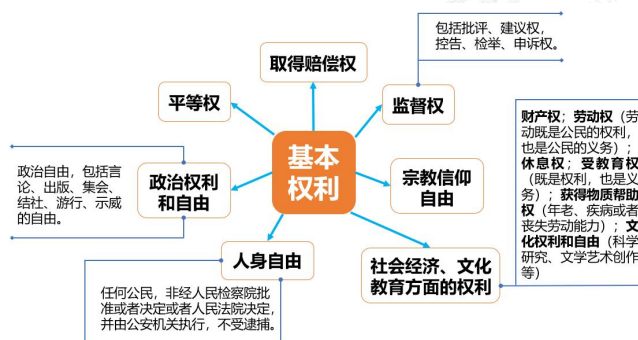 包括批评、建议权，
控告、检举、申诉权。
取得赔偿权
平等权
监督权
基本
权利
政治自由，包括言
论、出版、集会、
结社、游行、示威
的自由。
政治权利
和自由
宗教信仰
自由
财产权；劳动权（劳
动既是公民的权利，
也是公民的义务）；
休息权；受教育权
（既是权利，也是义
务）；获得物质帮助
权（年老、疾病或者
丧失劳动能力）；文
化权利和自由（科学
研究、文学艺术创作
等）
人身自由
社会经济、文化
教育方面的权利
任何公民，非经人民检察院批
准或者决定或者人民法院决定，
并由公安机关执行，不受逮捕。